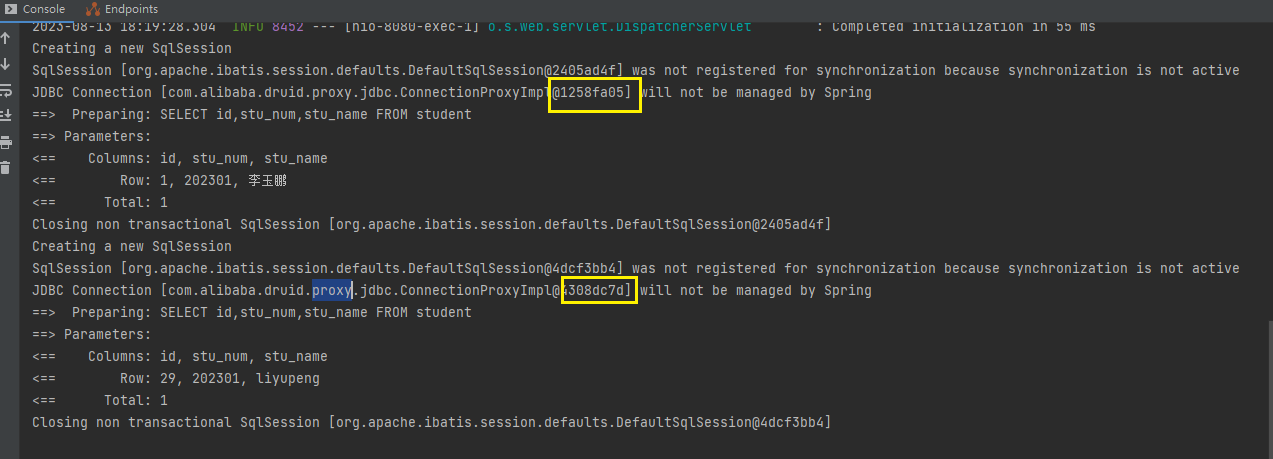 Console Endpoints
2023-08-13 18:19:28.304 INFO 8452 --- [nio-8080-exec-1] o.s.web.servlet.DispatcherServlet : Completed initialization in 55 ms
Creating a new SqlSession
SqlSession [org.apache.ibatis.session.defaults.DefaultSqlSession@2405ad4f] was not registered for synchronization because synchronization is not active
JDBC Connection [com.alibaba.druid.proxy.jdbc.ConnectionProxyImpl@1258fa05] will not be managed by Spring
==>  Preparing: SELECT id,stu_num,stu_name FROM student
==> Parameters:
<==    Columns: id, stu_num, stu_name
<==        Row: 1, 202301, 李玉鹏
<==      Total: 1
Closing non transactional SqlSession [org.apache.ibatis.session.defaults.DefaultSqlSession@2405ad4f]
Creating a new SqlSession
SqlSession [org.apache.ibatis.session.defaults.DefaultSqlSession@4dcf3bb4] was not registered for synchronization because synchronization is not active
JDBC Connection [com.alibaba.druid.proxy.jdbc.ConnectionProxyImpl@4308dc7d] will not be managed by Spring
==>  Preparing: SELECT id,stu_num,stu_name FROM student
==> Parameters:
<==    Columns: id, stu_num, stu_name
<==        Row: 29, 202301, liyupeng
<==      Total: 1
Closing non transactional SqlSession [org.apache.ibatis.session.defaults.DefaultSqlSession@4dcf3bb4]